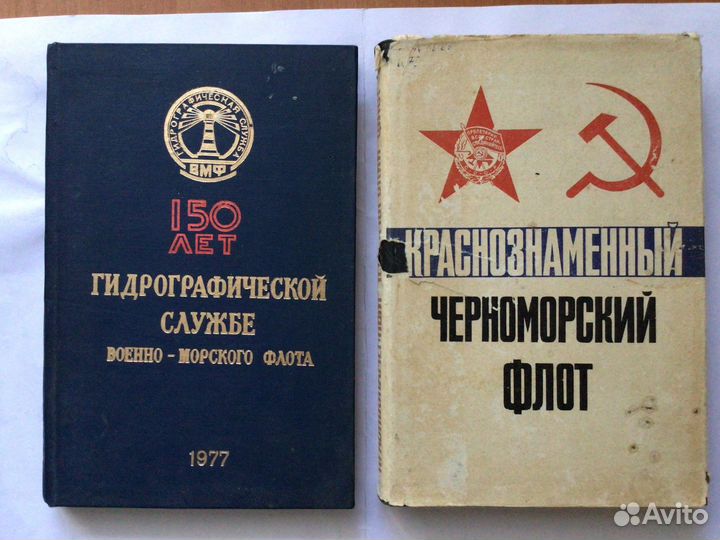 ГИДРОГРАФИЧЕСКАЯ СЛУЖБА
ВМФ
150
ЛЕТ
ГИДРОГРАФИЧЕСКОЙ
СЛУЖБЕ
ВОЕННО - МОРСКОГО ФЛОТА
1977
КРАСНОЗНАМЕННЫЙ
ЧЕРНОМОРСКИЙ
ФЛОТ
Avito